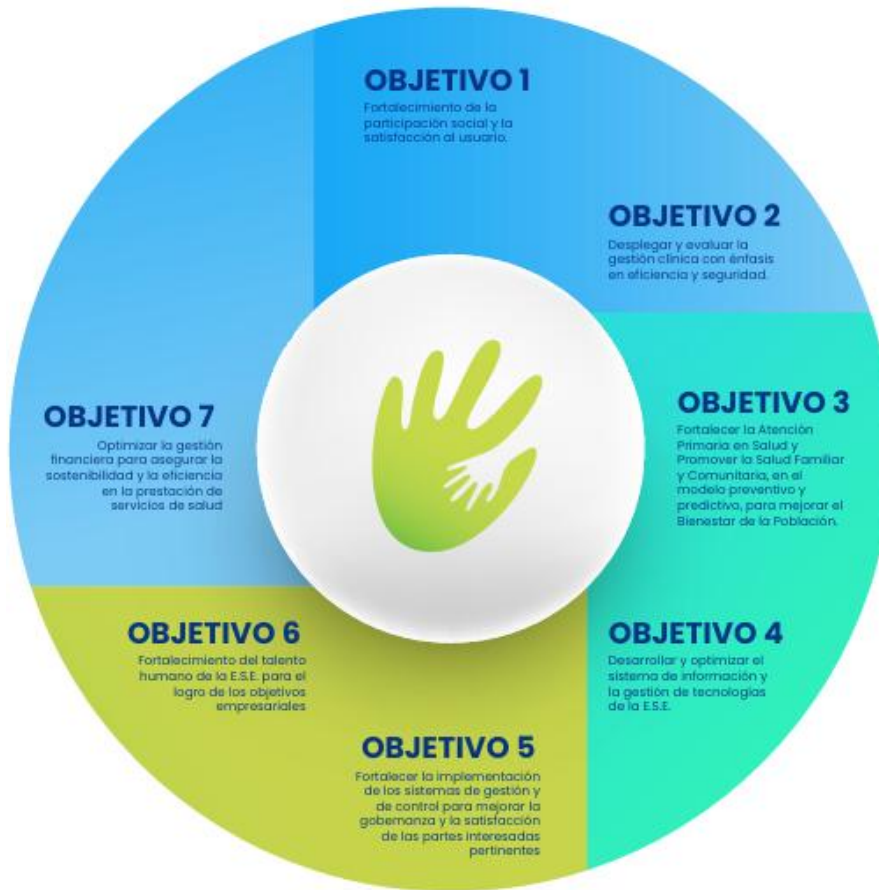 OBJETIVO 1
Fortalecimiento de la
participación social y la
satisfacción al usuario.
OBJETIVO 2
Desplegar y evaluar la
gestión clínica con énfasis
en eficiencia y seguridad.
OBJETIVO 3
Fortalecer la Atención
Primaria en Salud y
Promover la Salud Familiar
y Comunitaria, en el
modelo preventivo y
predictivo, para mejorar el
Bienestar de la Población.
OBJETIVO 4
Desarrollar y optimizar el
sistema de información y
la gestión de tecnologías
de la E.S.E.
OBJETIVO 5
Fortalecer la implementación
de los sistemas de gestión y
de control para mejorar la
gobernanza y la satisfacción
de las partes interesadas
pertinentes
OBJETIVO 6
Fortalecimiento del talento
humano de la E.S.E. para el
logro de los objetivos
empresariales
OBJETIVO 7
Optimizar la gestión
financiera para asegurar la
sostenibilidad y la eficiencia
en la prestación de
servicios de salud